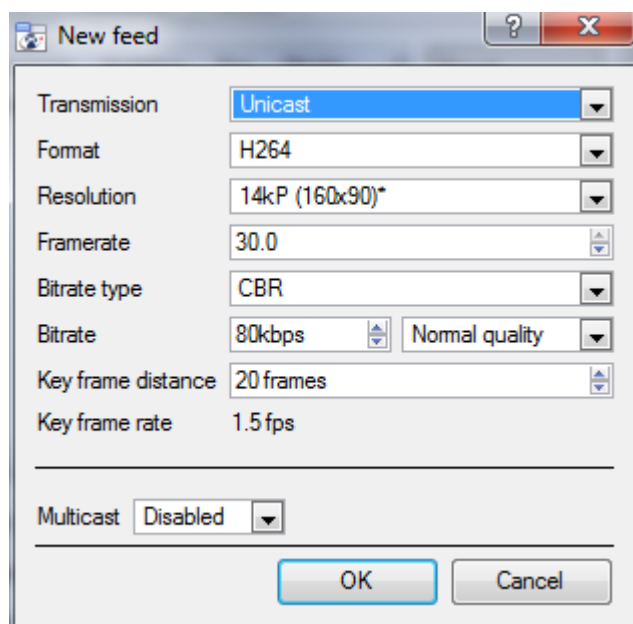 New feed
Transmission Unicast
Format H264
Resolution 14kP (160x90)*
Framerate 30.0
Bitrate type CBR
Bitrate 80kbps Normal quality
Key frame distance 20 frames
Key frame rate 1.5 fps
Multicast Disabled
OK Cancel